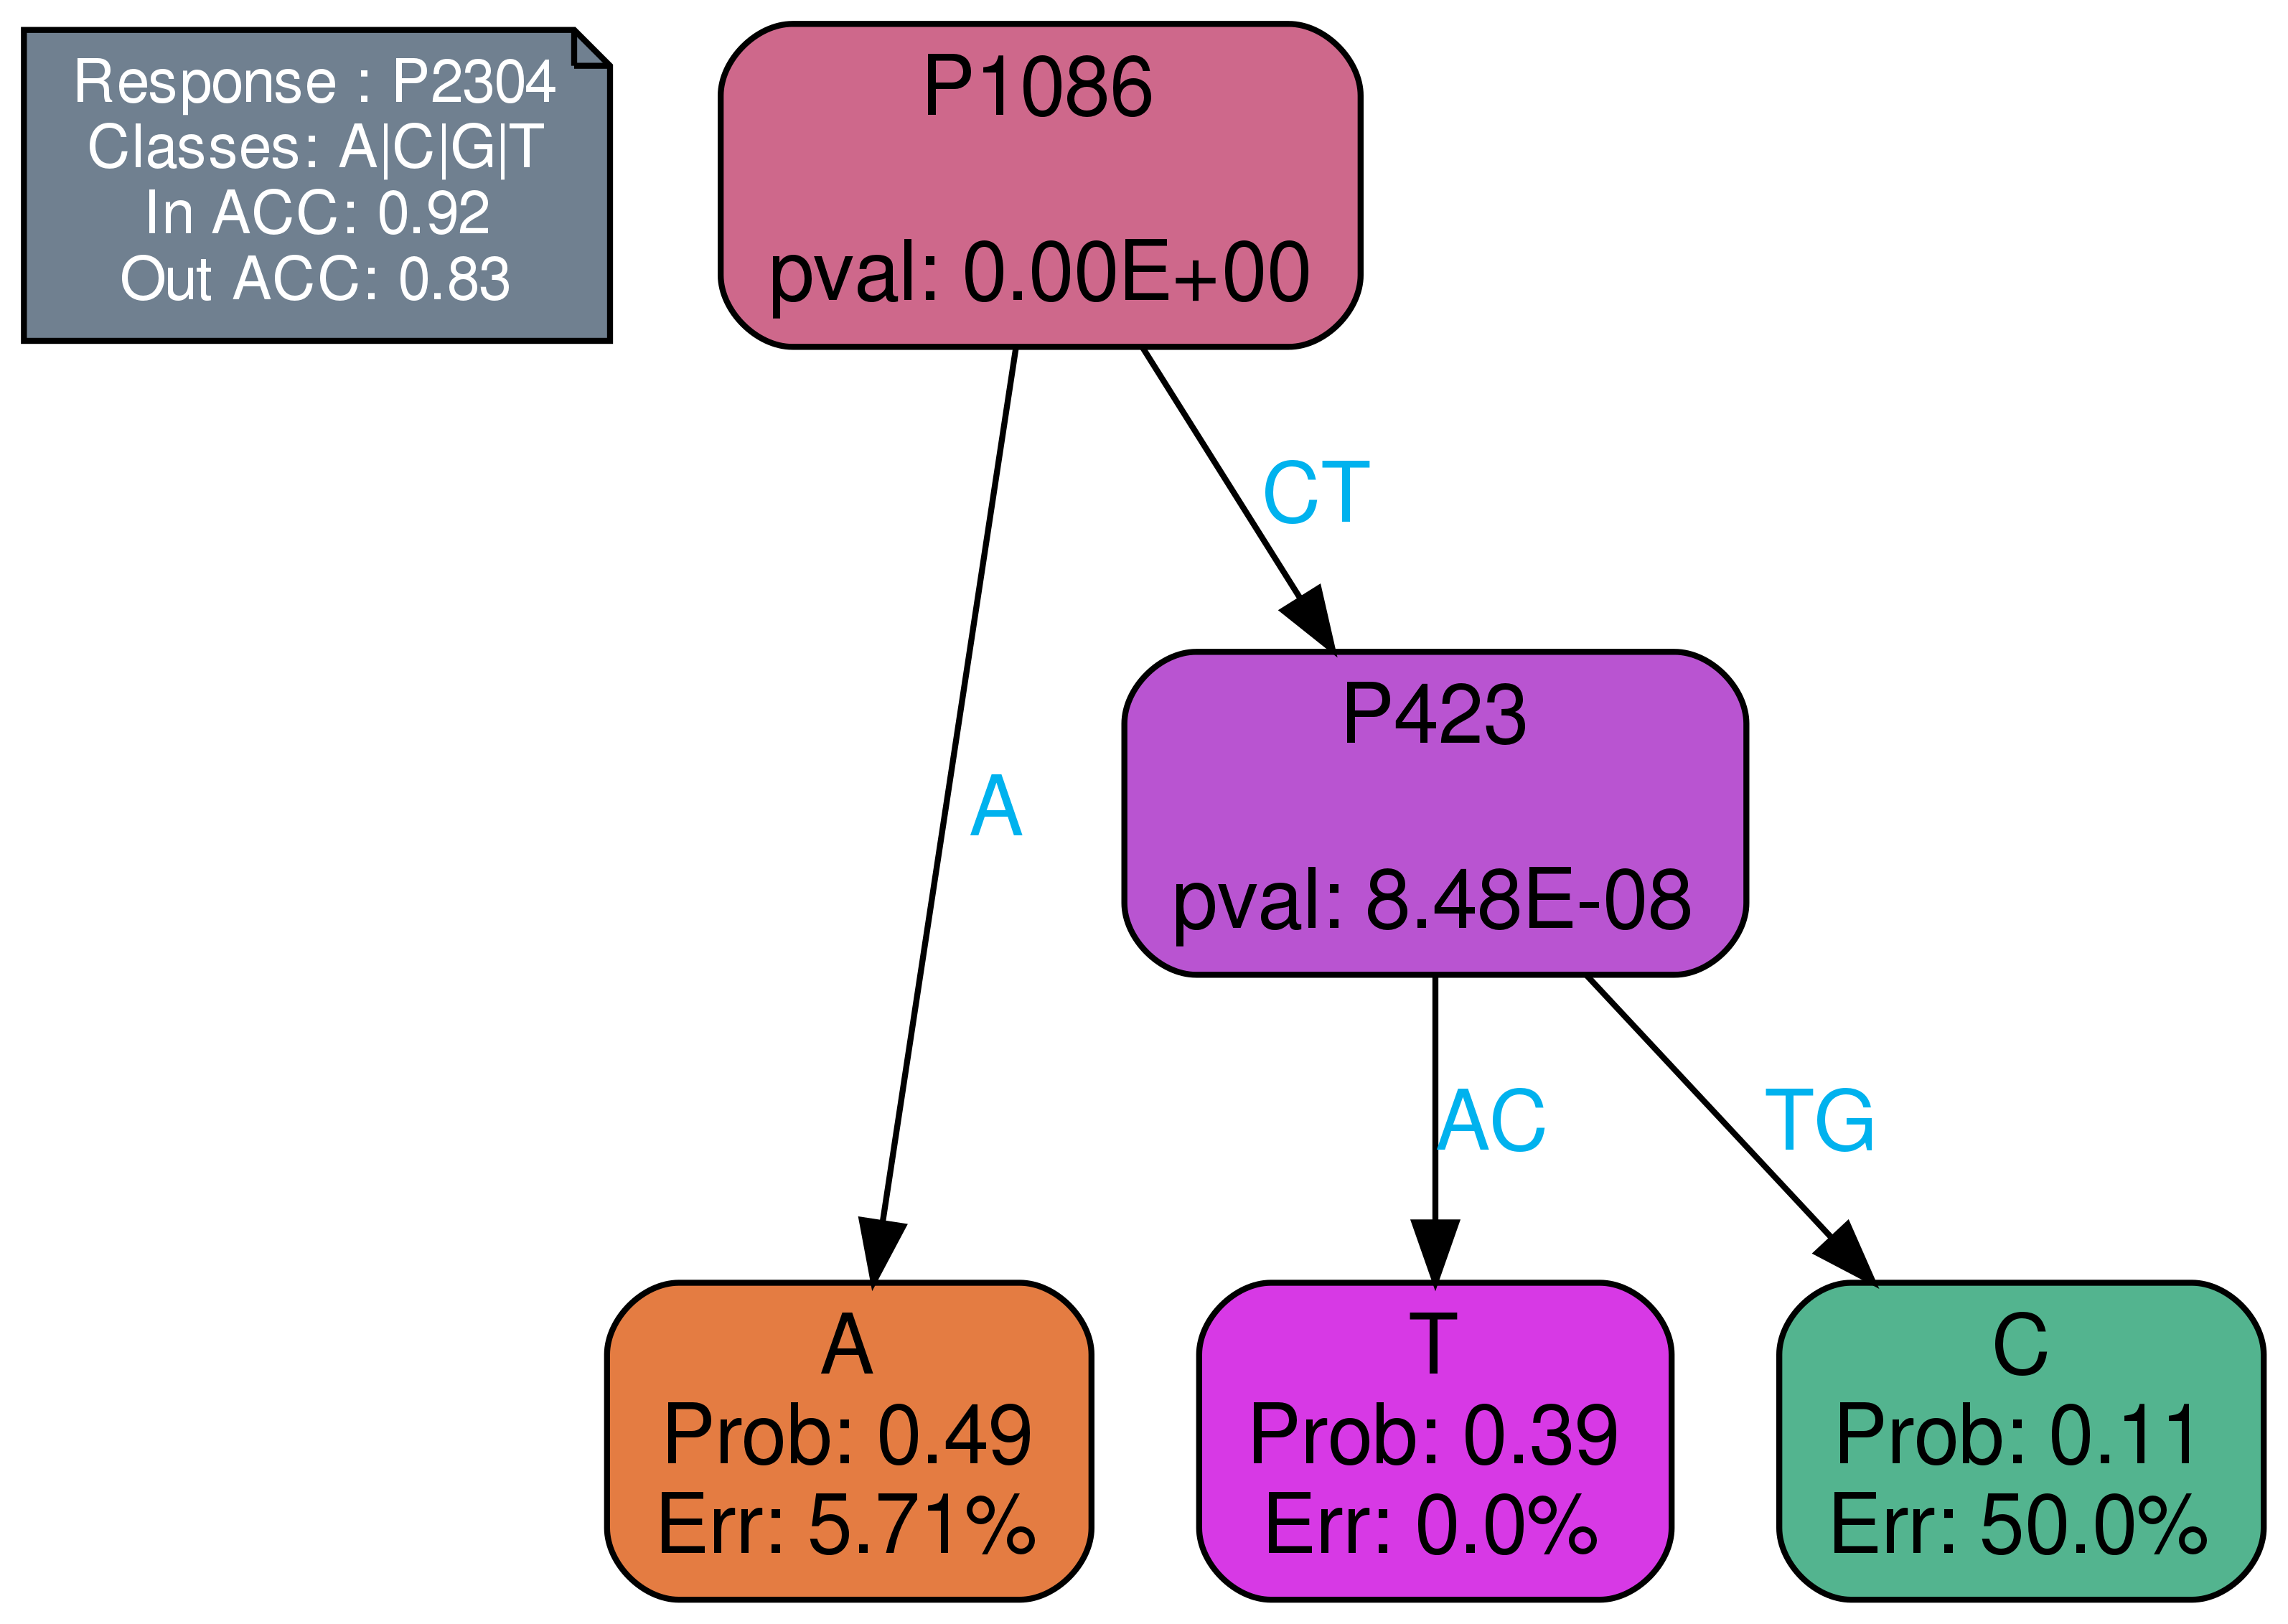 Response : P2304
Classes: A|C|G|T
In ACC: 0.92
Out ACC: 0.83
P1086
pval: 0.00E+00
CT
A
P423
pval: 8.48E-08
AC
TG
A
Prob: 0.49
Err: 5.71%
T
Prob: 0.39
Err: 0.0%
C
Prob: 0.11
Err: 50.0%